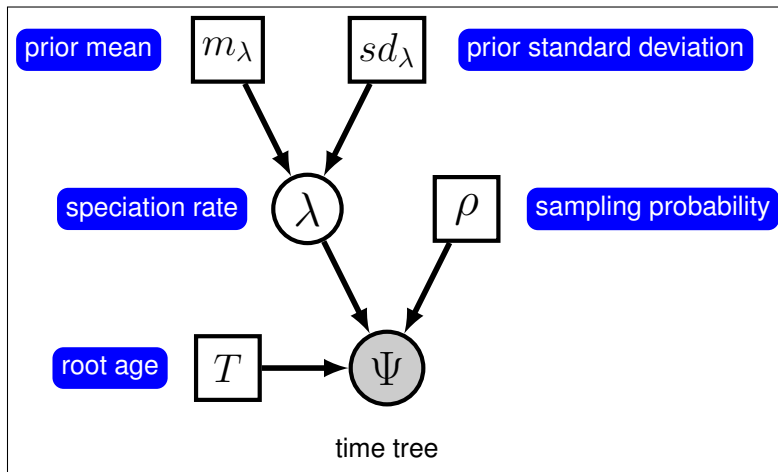 prior mean m_λ sd_λ prior standard deviation
speciation rate λ ρ sampling probability
root age T Ψ
time tree